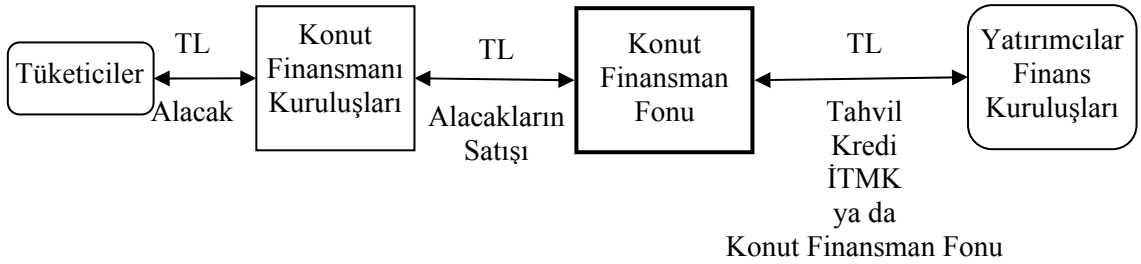 Tüketiciler
TL
Alacak
Konut
Finansmanı
Kuruluşları
TL
Alacakların
Satışı
Konut
Finansman
Fonu
TL
Tahvil
Kredi
İTMK
ya da
Konut Finansman Fonu
Yatırımcılar
Finans
Kuruluşları